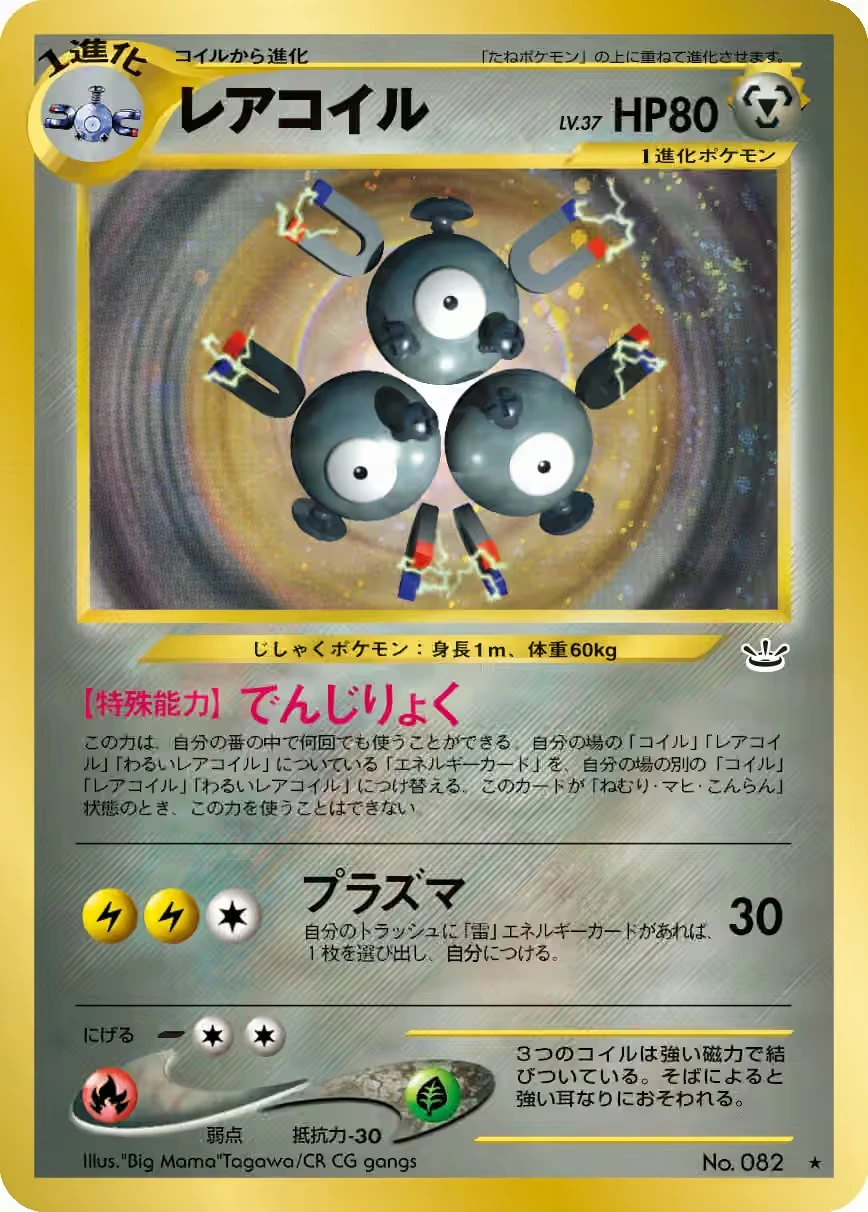 1進化
コイルから進化
「たねポケモン」の上に重ねて進化させます。
レアコイル
LV.37 HP80
1進化ポケモン
じしゃくポケモン：身長1m、体重60kg
【特殊能力】でんじりょく
この力は、自分の番の中で何回でも使うことができる。自分の場の「コイル」「レアコイ
ル」「わるいレアコイル」についている「エネルギーカード」を、自分の場の別の「コイル」
「レアコイル」「わるいレアコイル」につけ替える。このカードが「ねむり・マヒ・こんらん」
状態のとき、この力を使うことはできない。
プラズマ
自分のトラッシュに「雷」エネルギーカードがあれば、
1枚を選び出し、自分につける。
30
にげる
弱点
抵抗力-30
3つのコイルは強い磁力で結
びついている。そばによると
強い耳なりにおそわれる。
Illus."Big Mama"Tagawa/CR CG gangs
No. 082 ★